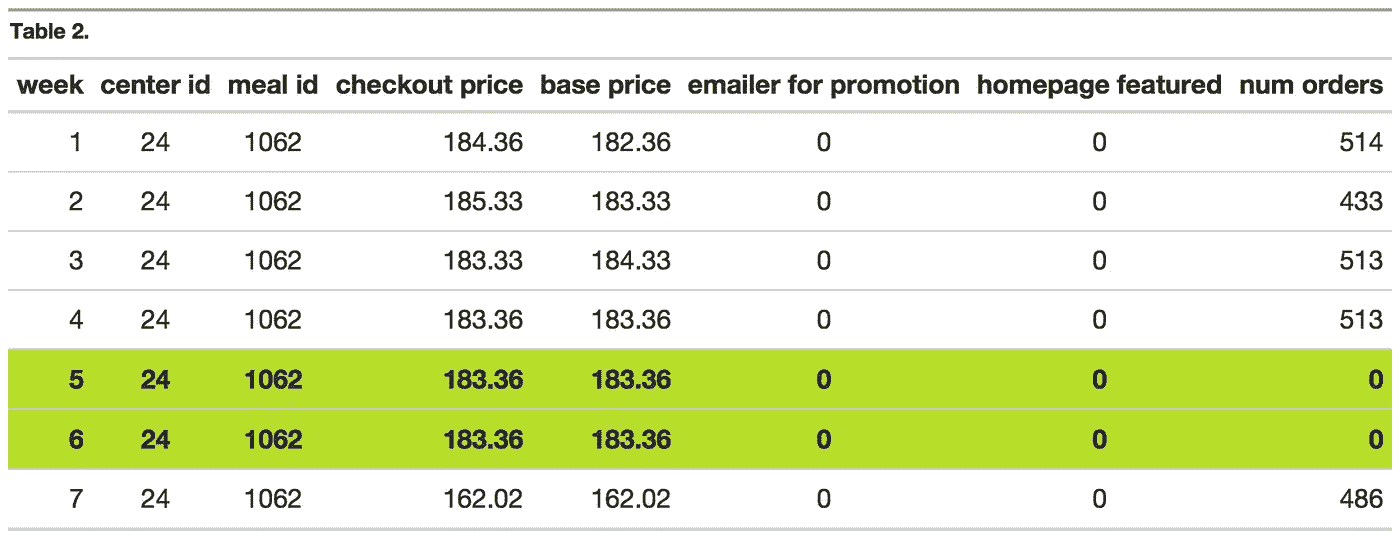 Table 2.
week center id meal id checkout price base price emailer for promotion homepage featured num orders
1 24 1062 184.36 182.36 0 0 514
2 24 1062 185.33 183.33 0 0 433
3 24 1062 183.33 184.33 0 0 513
4 24 1062 183.36 183.36 0 0 513
5 24 1062 183.36 183.36 0 0 0
6 24 1062 183.36 183.36 0 0 0
7 24 1062 162.02 162.02 0 0 486